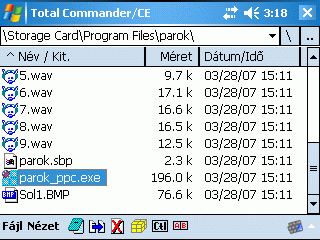 Total Commander/CE 3:18
\Storage Card\Program Files\parok\ \ ..
^ Név / Kit. Méret Dátum/Idő
5.wav 9.7 k 03/28/07 15:11
6.wav 17.1 k 03/28/07 15:11
7.wav 16.6 k 03/28/07 15:11
8.wav 16.5 k 03/28/07 15:11
9.wav 12.5 k 03/28/07 15:11
parok.sbp 2.3 k 03/28/07 15:11
parok_ppc.exe 196.0 k 03/28/07 15:11
Sol1.BMP 76.6 k 03/28/07 15:11
Fájl Nézet Ctl AB